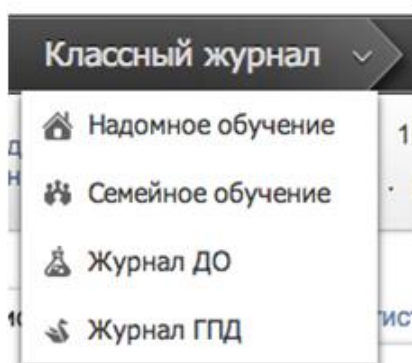 Классный журнал
Надомное обучение
Семейное обучение
Журнал ДО
Журнал ГПД